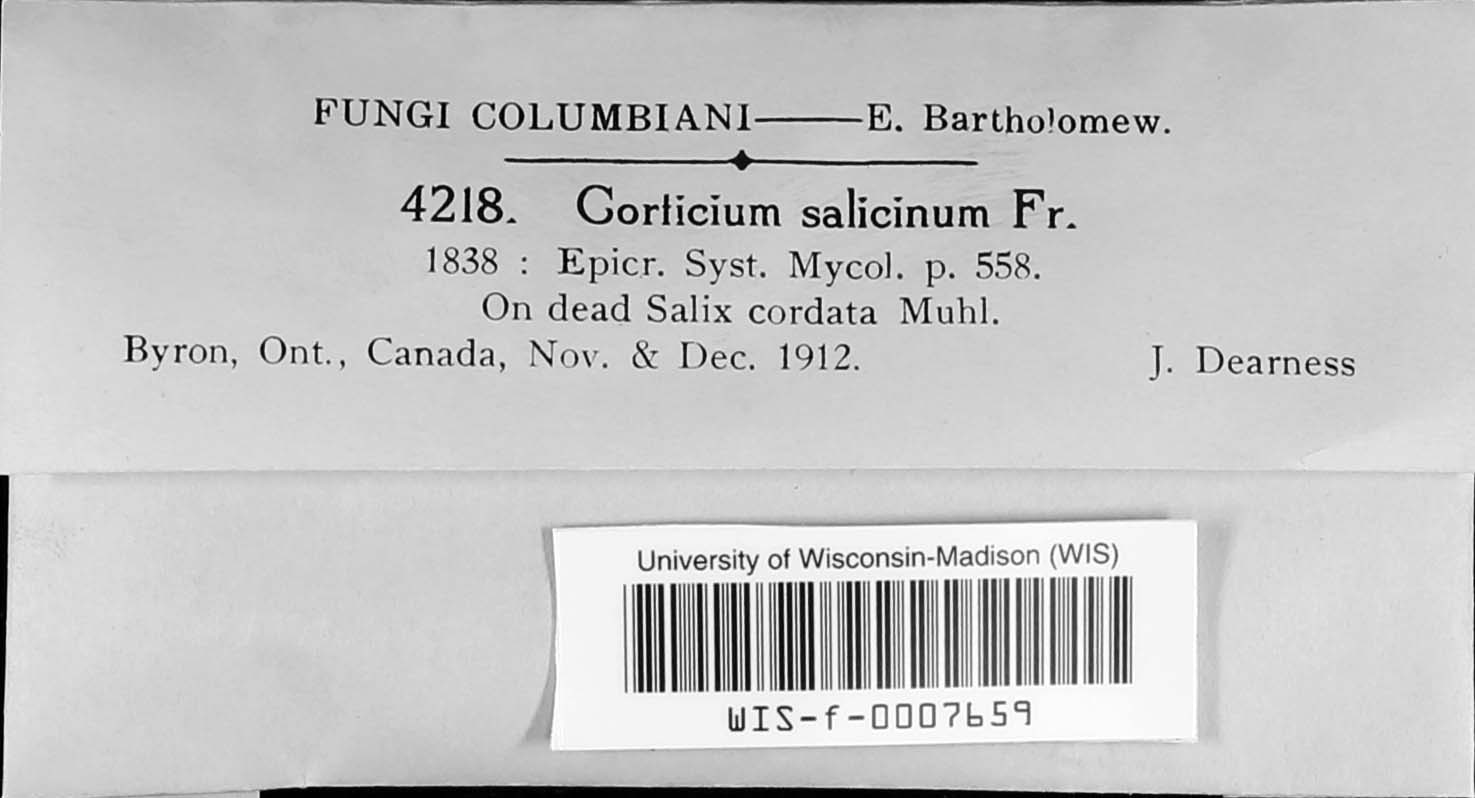 FUNGI COLUMBIANI——E. Bartholomew.
4218. Corticium salicinum Fr.
1838 : Epicr. Syst. Mycol. p. 558.
On dead Salix cordata Muhl.
Byron, Ont., Canada, Nov. & Dec. 1912. J. Dearness
University of Wisconsin-Madison (WIS)
WIS-f-0007659